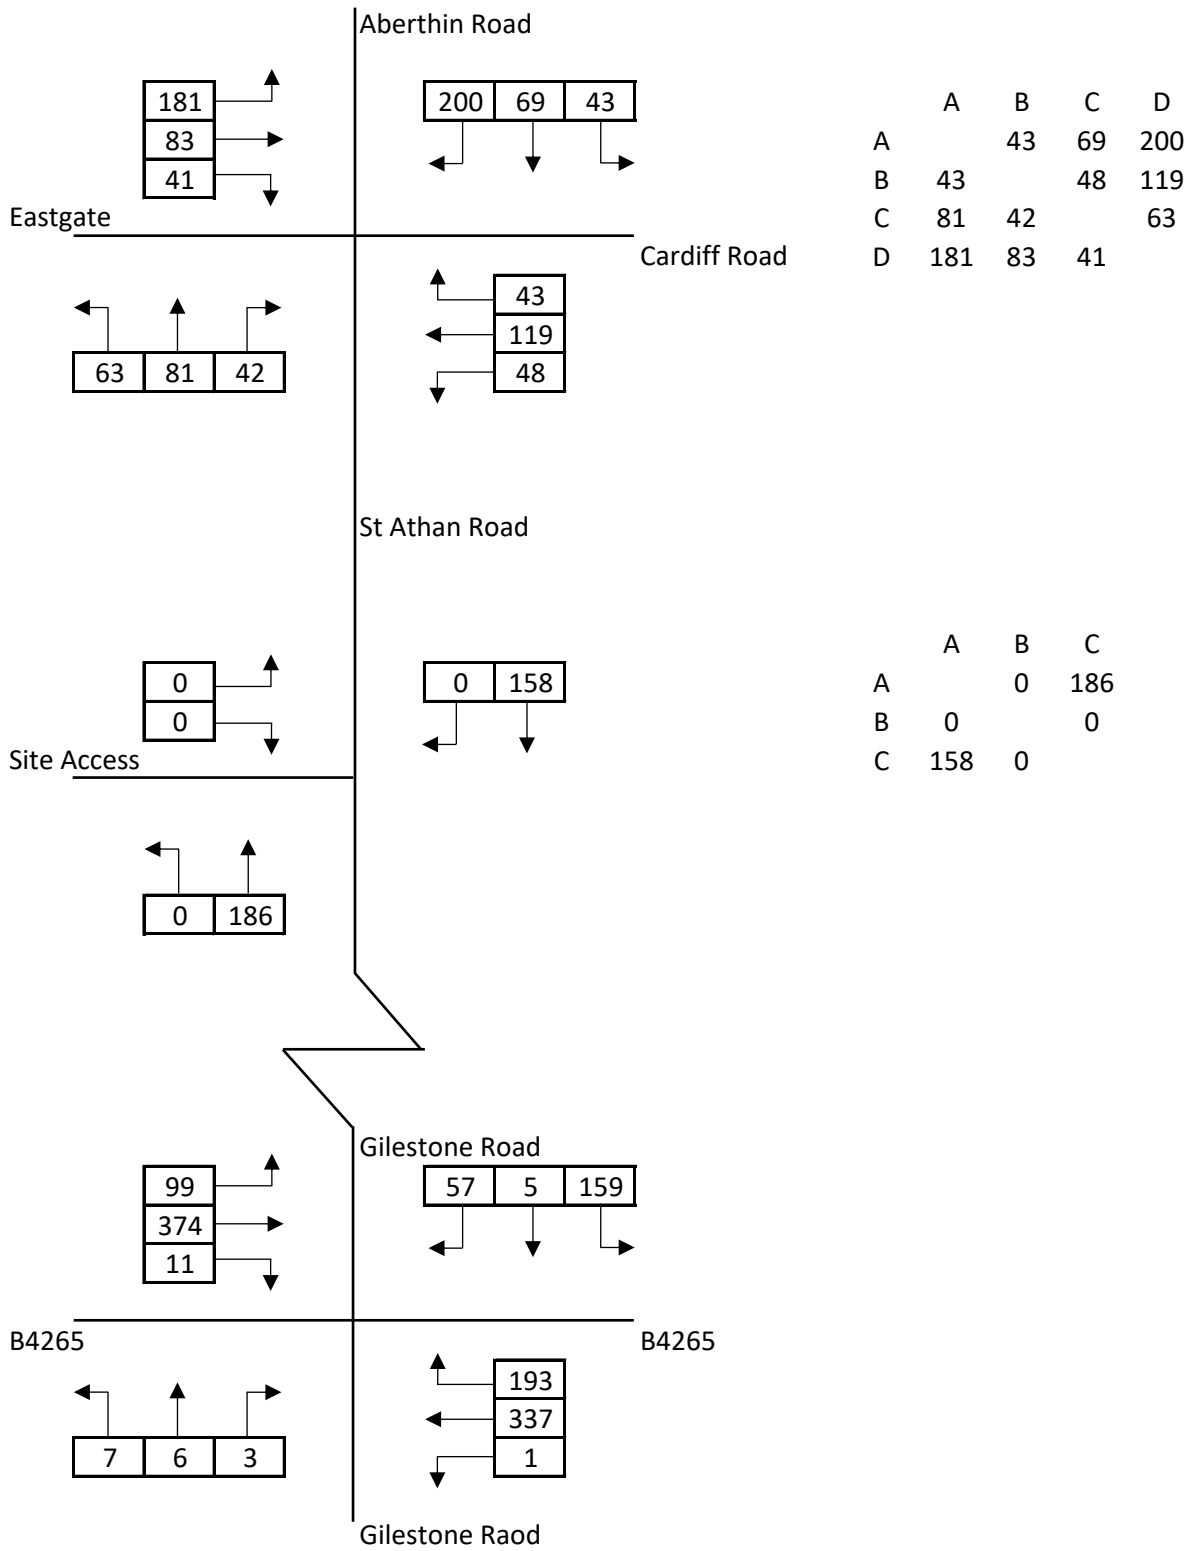 Aberthin Road
181
83
41
200 69 43
A B C D
A 43 69 200
B 43 48 119
C 81 42 63
D 181 83 41
Eastgate
Cardiff Road
43
119
48
63 81 42
St Athan Road
0
0
0 158
A B C
A 0 186
B 0 0
C 158 0
Site Access
0 186
Gilestone Road
99
374
11
57 5 159
B4265
B4265
193
337
1
7 6 3
Gilestone Raod